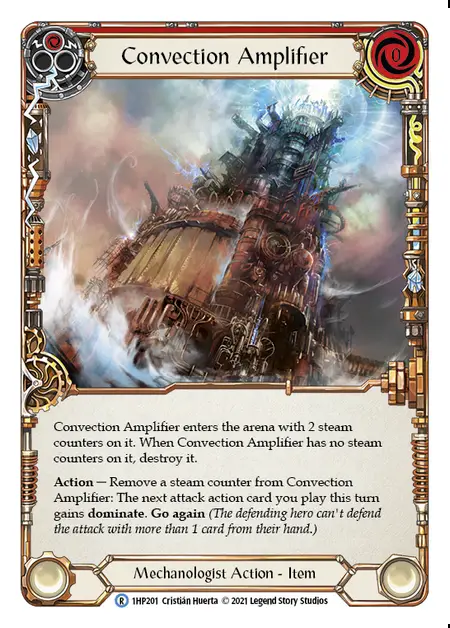 Convection Amplifier
0
Convection Amplifier enters the arena with 2 steam
counters on it. When Convection Amplifier has no steam
counters on it, destroy it.
Action — Remove a steam counter from Convection
Amplifier: The next attack action card you play this turn
gains dominate. Go again (The defending hero can't defend
the attack with more than 1 card from their hand.)
Mechanologist Action - Item
R 1HP201 Cristián Huerta © 2021 Legend Story Studios